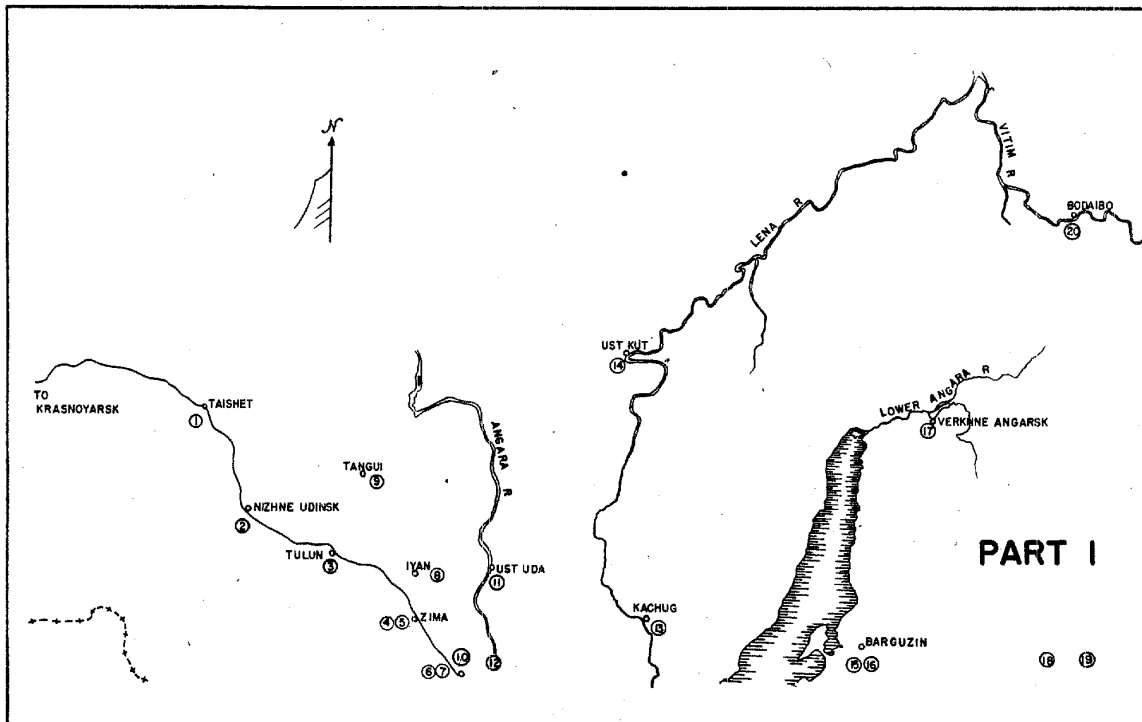 N
VITIM R
BODAIBO
20
LENA R
UST KUT
14
TO
KRASNOYARSK
TAISHET
1
ANGARA R
LOWER ANGARA R
17
VERKHNE ANGARSK
TANGUI
9
NIZHNE UDINSK
2
TULUN
3
IYAN
8
UST UDA
11
PART 1
4 5
ZIMA
KACHUG
13
BARGUZIN
6 7
10
12
15 16
18
19